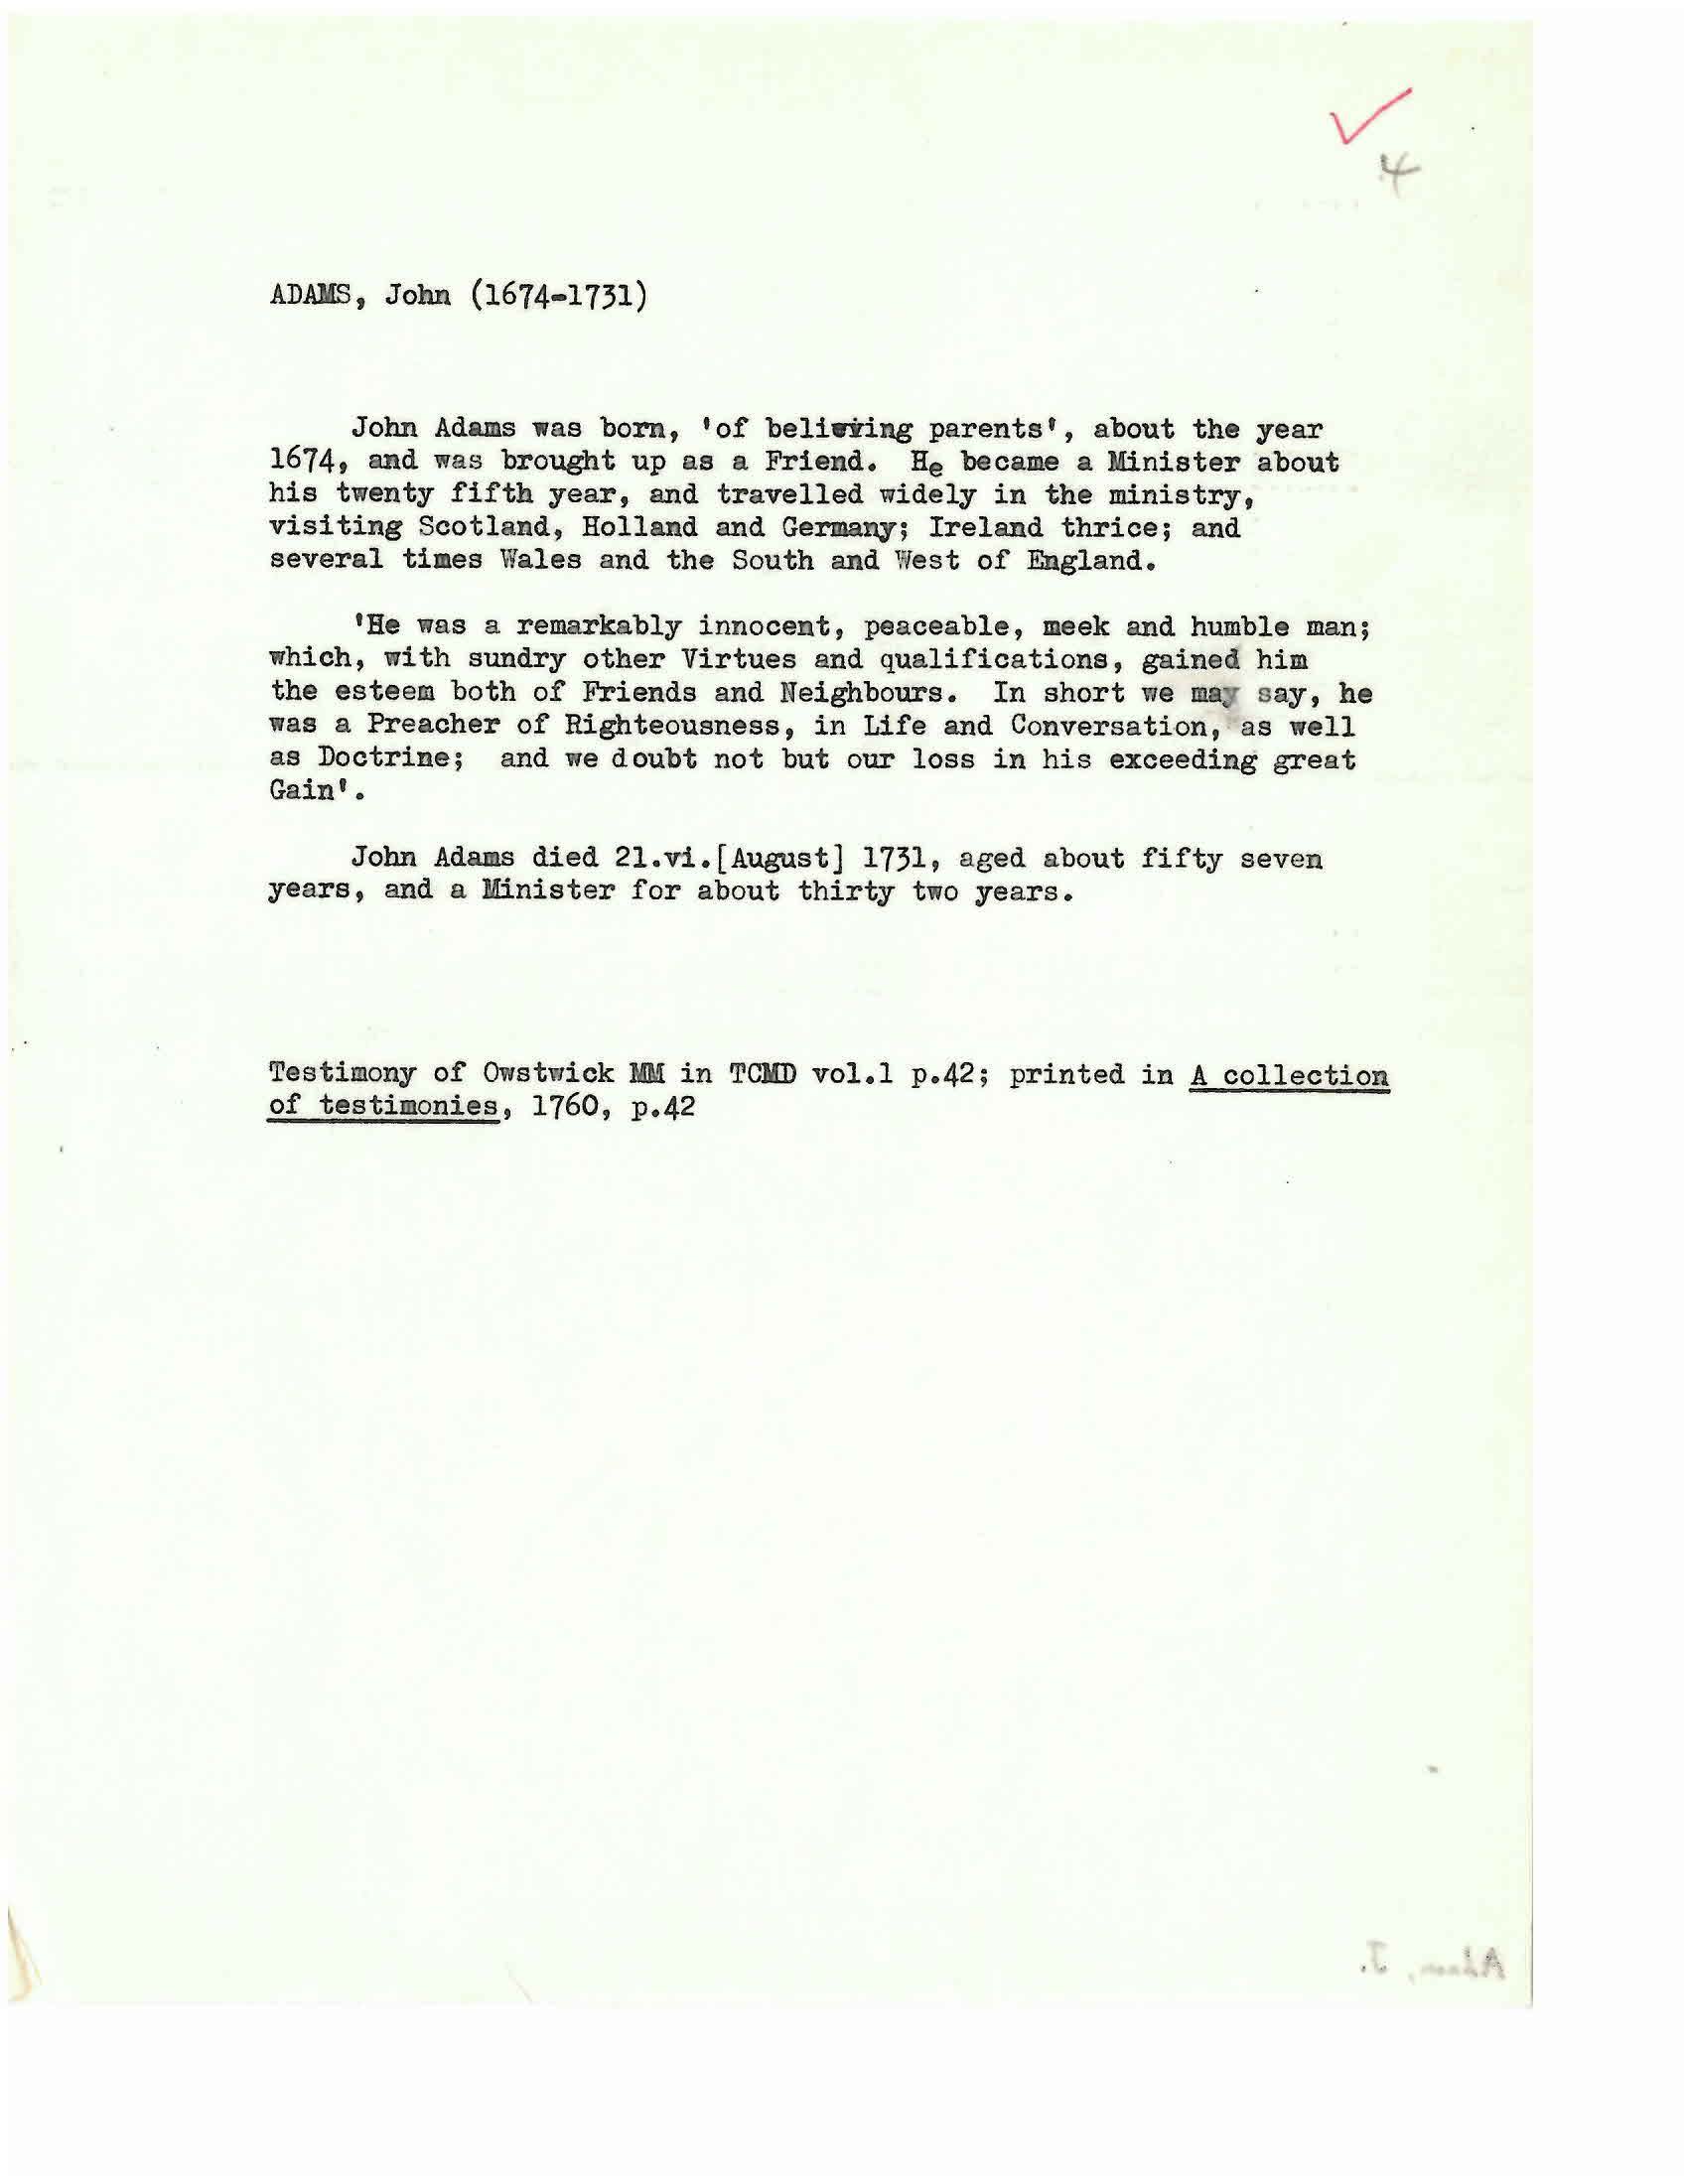 4
ADAMS, John (1674-1731)
John Adams was born, 'of believing parents', about the year
1674, and was brought up as a Friend. He became a Minister about
his twenty fifth year, and travelled widely in the ministry,
visiting Scotland, Holland and Germany; Ireland thrice; and
several times Wales and the South and West of England.
'He was a remarkably innocent, peaceable, meek and humble man;
which, with sundry other Virtues and qualifications, gained him
the esteem both of Friends and Neighbours. In short we may say, he
was a Preacher of Righteousness, in Life and Conversation, as well
as Doctrine; and we doubt not but our loss in his exceeding great
Gain'.
John Adams died 21.vi.[August] 1731, aged about fifty seven
years, and a Minister for about thirty two years.
Testimony of Owstwick MM in TCMD vol.1 p.42; printed in A collection
of testimonies, 1760, p.42